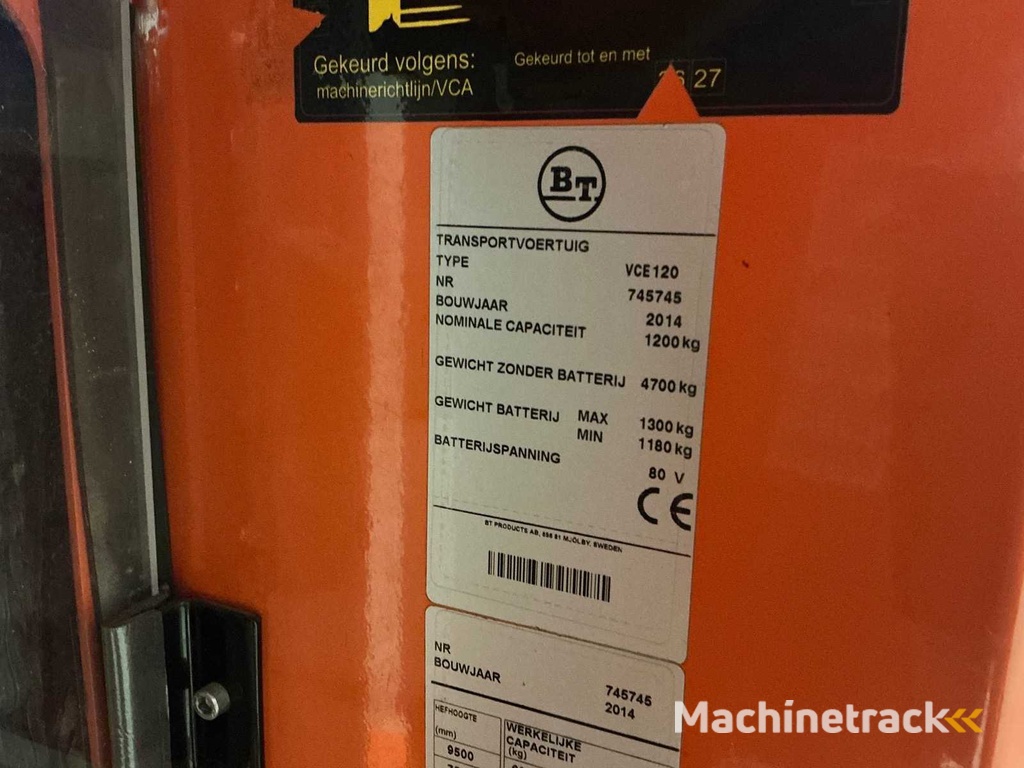 Gekeurd volgens:
machinerichtlijn/VCA
Gekeurd tot en met
27
BT
TRANSPORTVOERTUIG
TYPE VCE120
NR 745745
BOUWJAAR 2014
NOMINALE CAPACITEIT 1200 kg
GEWICHT ZONDER BATTERIJ 4700 kg
GEWICHT BATTERIJ MAX 1300 kg
MIN 1180 kg
BATTERIJSPANNING 80 V
CE
BT PRODUCTS AB, MJÖLBY, SWEDEN
NR 745745
BOUWJAAR 2014
HEFHOOGTE
(mm)
WERKELIJKE
CAPACITEIT
(kg)
9500
Machinetrack